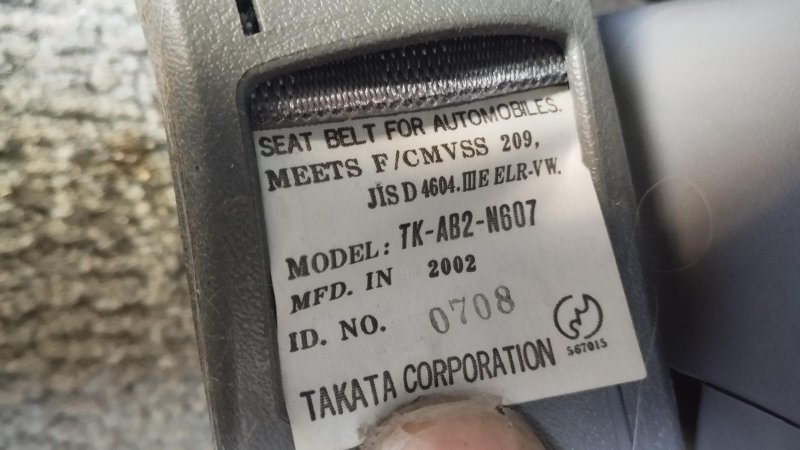 SEAT BELT FOR AUTOMOBILES.
MEETS F/CMVSS 209,
JIS D 4604.ⅢE ELR-VW.
MODEL: TK-AB2-N607
MFD. IN 2002
ID. NO. 0708
567015
TAKATA CORPORATION